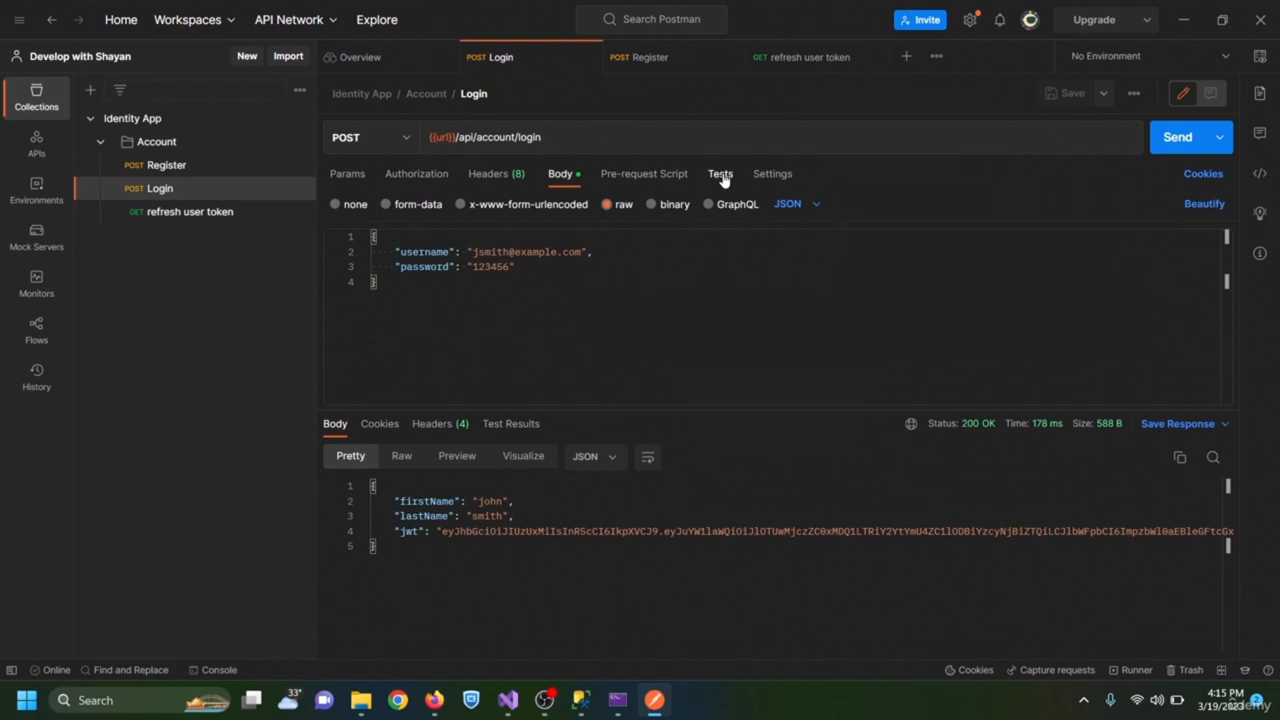 Home Workspaces API Network Explore Search Postman Invite Upgrade
Develop with Shayan New Import Overview POST Login POST Register GET refresh user token No Environment
Collections
APIs
Environments
Mock Servers
Monitors
Flows
History
Identity App
Account
POST Register
POST Login
GET refresh user token
Identity App / Account / Login Save
POST {{url}}/api/account/login Send
Params Authorization Headers (8) Body Pre-request Script Tests Settings Cookies
none form-data x-www-form-urlencoded raw binary GraphQL JSON Beautify
1 {
2 "username": "jsmith@example.com",
3 "password": "123456"
4 }
Body Cookies Headers (4) Test Results Status: 200 OK Time: 178 ms Size: 588 B Save Response
Pretty Raw Preview Visualize JSON
1 {
2 "firstName": "john",
3 "lastName": "smith",
4 "jwt":
5 }
Online Find and Replace Console Cookies Capture requests Runner Trash
Search 33° 4:15 PM
3/19/2023